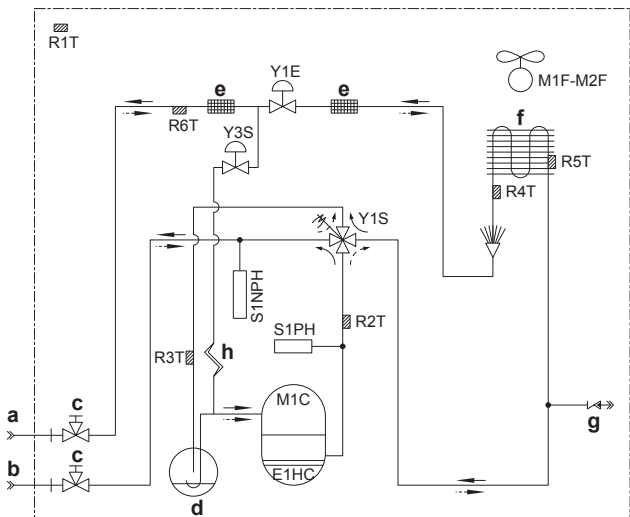 R1T
M1F-M2F
Y1E
e
e
f
R6T
Y3S
R5T
R4T
Y1S
S1NPH
R2T
S1PH
R3T
h
M1C
a
c
g
b
c
E1HC
d